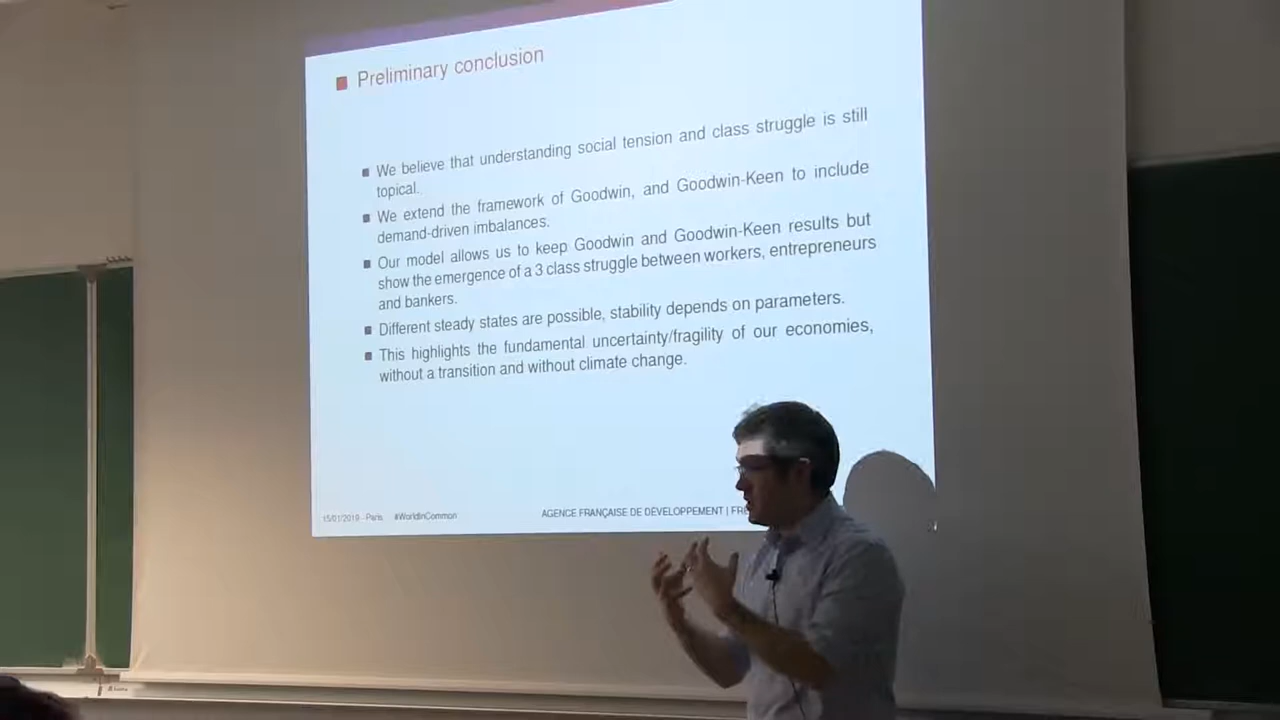 Preliminary conclusion
We believe that understanding social tension and class struggle is still
topical.
We extend the framework of Goodwin, and Goodwin-Keen to include
demand-driven imbalances.
Our model allows us to keep Goodwin and Goodwin-Keen results but
show the emergence of a 3 class struggle between workers, entrepreneurs
and bankers.
Different steady states are possible, stability depends on parameters.
This highlights the fundamental uncertainty/fragility of our economies,
without a transition and without climate change.
15/01/2019 Paris #WorldInCommon AGENCE FRANÇAISE DE DÉVELOPPEMENT |